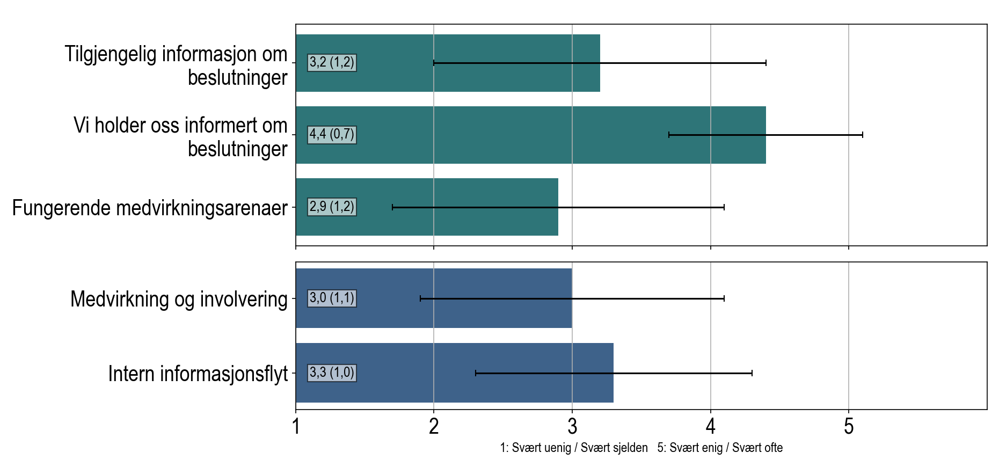 Tilgjengelig informasjon om
beslutninger
3,2 (1,2)
Vi holder oss informert om
beslutninger
4,4 (0,7)
Fungerende medvirkningsarenaer
2,9 (1,2)
Medvirkning og involvering
3,0 (1,1)
Intern informasjonsflyt
3,3 (1,0)
1 2 3 4 5
1: Svært uenig / Svært sjelden 5: Svært enig / Svært ofte